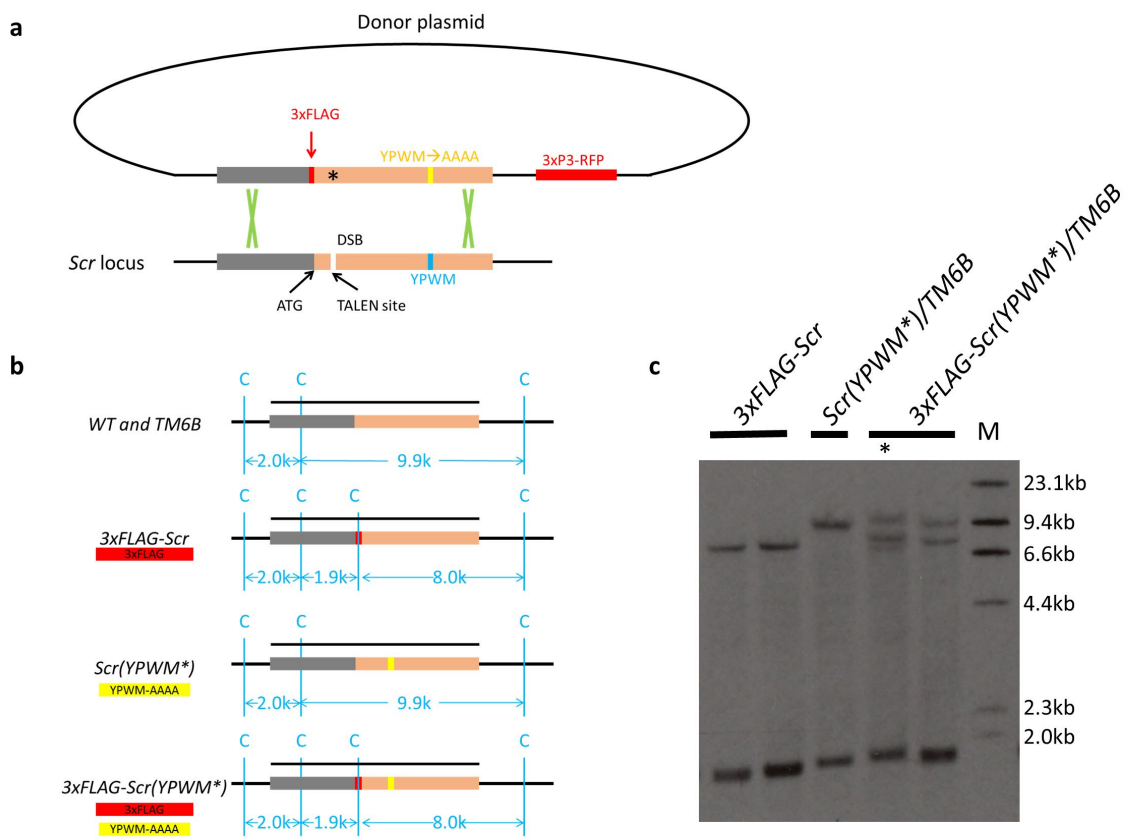 a
Donor plasmid
3xFLAG
YPWM→AAAA
3xP3-RFP
*
DSB
Scr locus
YPWM
ATG
TALEN site
b
C C C
WT and TM6B
2.0k 9.9k
C C C C
3xFLAG-Scr
3xFLAG
2.0k 1.9k 8.0k
C C C
Scr(YPWM*)
YPWM-AAAA
2.0k 9.9k
C C C C
3xFLAG-Scr(YPWM*)
3xFLAG
YPWM-AAAA
2.0k 1.9k 8.0k
c
3xFLAG-Scr
Scr(YPWM*)/TM6B
3xFLAG-Scr(YPWM*)/TM6B
M
*
23.1kb
9.4kb
6.6kb
4.4kb
2.3kb
2.0kb